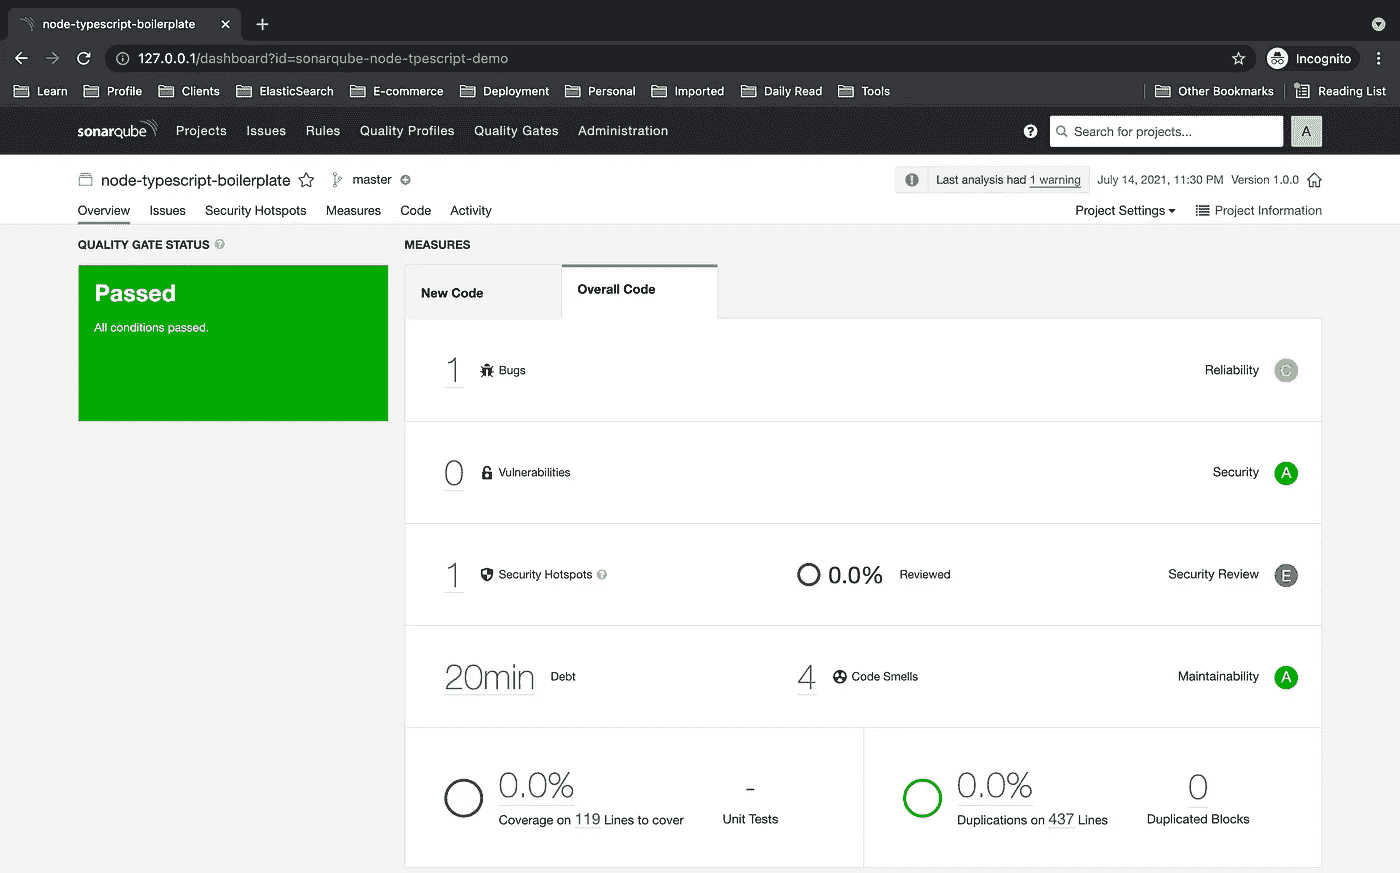 node-typescript-boilerplate
127.0.0.1/dashboard?id=sonarqube-node-tpescript-demo Incognito
Learn Profile Clients ElasticSearch E-commerce Deployment Personal Imported Daily Read Tools Other Bookmarks Reading List
sonarqube Projects Issues Rules Quality Profiles Quality Gates Administration ? Search for projects... A
node-typescript-boilerplate master Last analysis had 1 warning July 14, 2021, 11:30 PM Version 1.0.0
Overview Issues Security Hotspots Measures Code Activity Project Settings Project Information
QUALITY GATE STATUS ? MEASURES
Passed
All conditions passed.
New Code Overall Code
1 Bugs Reliability C
0 Vulnerabilities Security A
1 Security Hotspots ? 0.0% Reviewed Security Review E
20min Debt 4 Code Smells Maintainability A
0.0% - 0.0% 0
Coverage on 119 Lines to cover Unit Tests Duplications on 437 Lines Duplicated Blocks